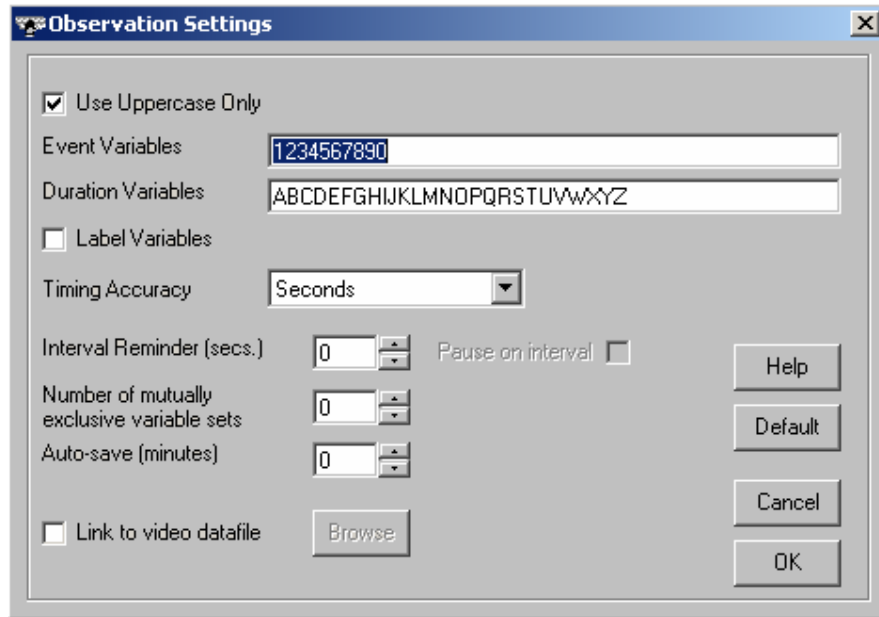 Observation Settings
Use Uppercase Only
Event Variables 1234567890
Duration Variables ABCDEFGHIJKLMNOPQRSTUVWXYZ
Label Variables
Timing Accuracy Seconds
Interval Reminder (secs.) 0 Pause on interval
Number of mutually
exclusive variable sets 0
Auto-save (minutes) 0
Link to video datafile Browse
Help
Default
Cancel
OK